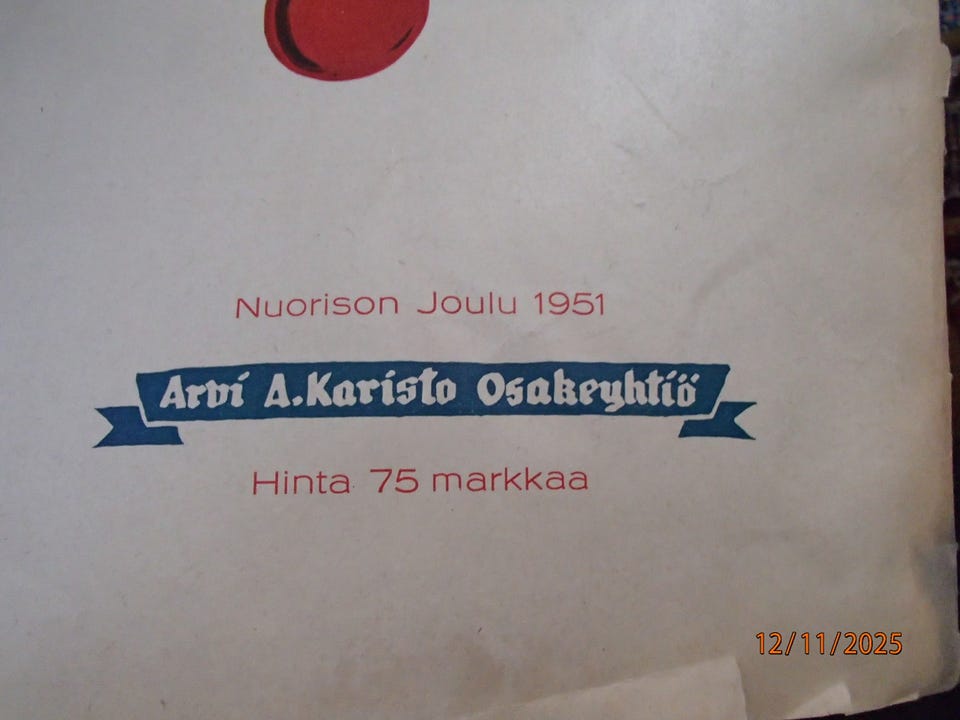 Nuorison Joulu 1951
Arvi A. Karisto Osakeyhtiö
Hinta 75 markkaa
12/11/2025